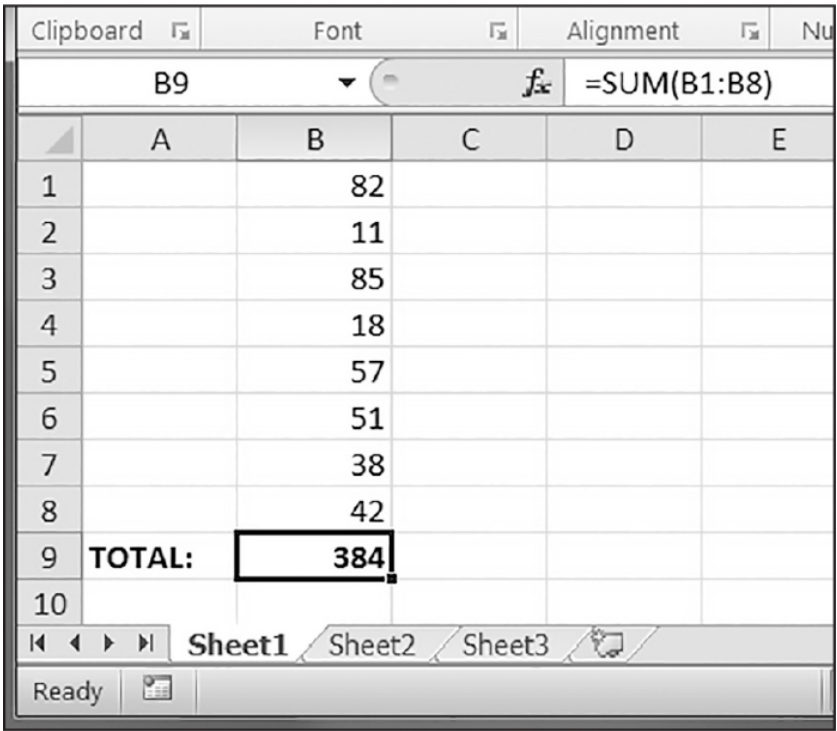 Clipboard Font Alignment Nu
B9 fx =SUM(B1:B8)
A B C D E
1 82
2 11
3 85
4 18
5 57
6 51
7 38
8 42
9 TOTAL: 384
10
Sheet1 Sheet2 Sheet3
Ready